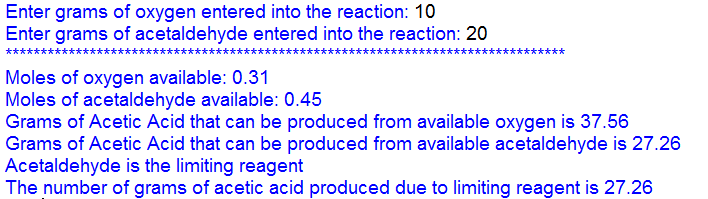 Enter grams of oxygen entered into the reaction: 10
Enter grams of acetaldehyde entered into the reaction: 20
********************************************************************************
Moles of oxygen available: 0.31
Moles of acetaldehyde available: 0.45
Grams of Acetic Acid that can be produced from available oxygen is 37.56
Grams of Acetic Acid that can be produced from available acetaldehyde is 27.26
Acetaldehyde is the limiting reagent
The number of grams of acetic acid produced due to limiting reagent is 27.26